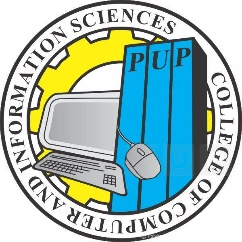 COLLEGE OF COMPUTER AND INFORMATION SCIENCES
PUP